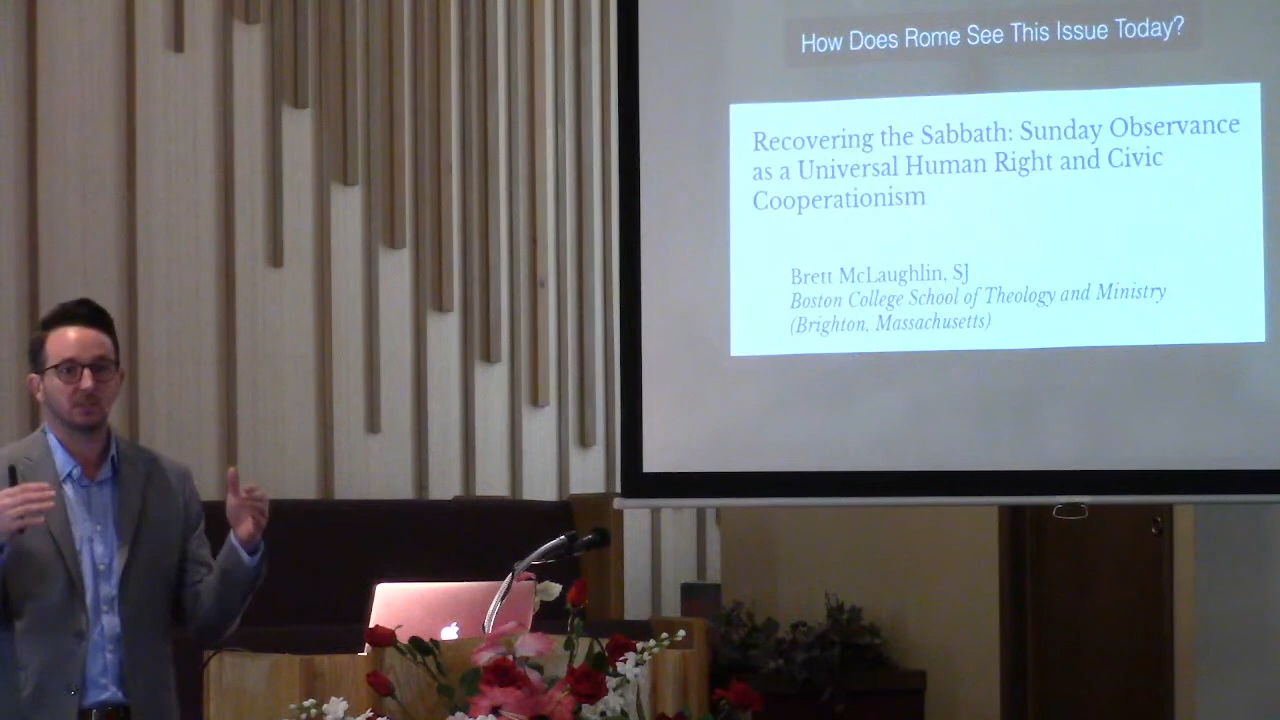 How Does Rome See This Issue Today?
Recovering the Sabbath: Sunday Observance
as a Universal Human Right and Civic
Cooperationism
Brett McLaughlin, SJ
Boston College School of Theology and Ministry
(Brighton, Massachusetts)